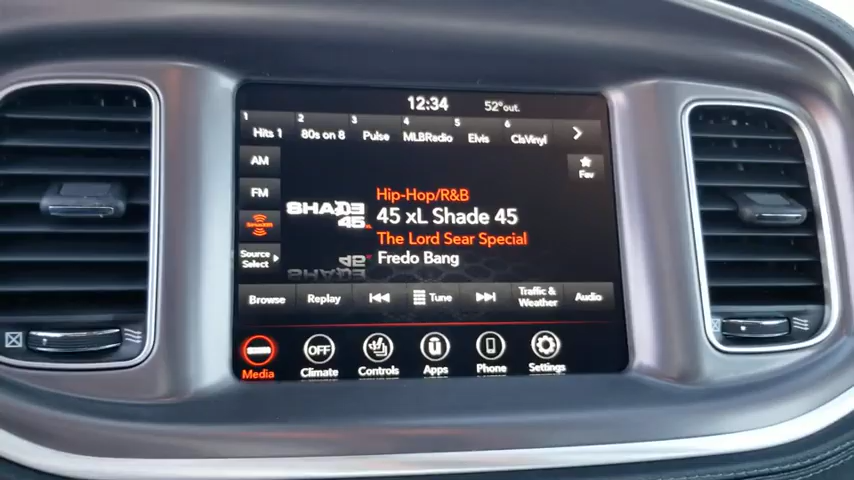 12:34 52°out.
1 2 3 4 5 6
Hits 1 80s on 8 Pulse MLBRadio Elvis ClsVinyl
AM
Fav
FM
Hip-Hop/R&B
SHADE
45 xL Shade 45
45
SiriusXM
The Lord Sear Special
Source
Select
Fredo Bang
Browse Replay Tune Traffic &
Weather Audio
OFF
Media Climate Controls Apps Phone Settings